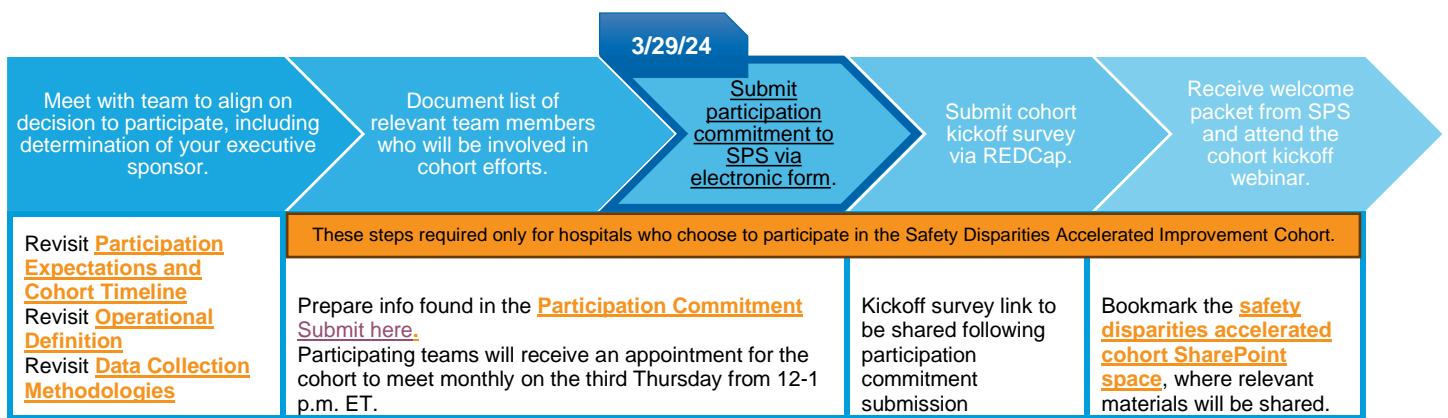 3/29/24
Meet with team to align on
decision to participate, including
determination of your executive
sponsor.
Document list of
relevant team members
who will be involved in
cohort efforts.
Submit
participation
commitment to
SPS via
electronic form.
Submit cohort
kickoff survey
via REDCap.
Receive welcome
packet from SPS
and attend the
cohort kickoff
webinar.
These steps required only for hospitals who choose to participate in the Safety Disparities Accelerated Improvement Cohort.
Revisit Participation
Expectations and
Cohort Timeline
Revisit Operational
Definition
Revisit Data Collection
Methodologies
Prepare info found in the Participation Commitment
Submit here.
Participating teams will receive an appointment for the
cohort to meet monthly on the third Thursday from 12-1
p.m. ET.
Kickoff survey link to
be shared following
participation
commitment
submission
Bookmark the safety
disparities accelerated
cohort SharePoint
space, where relevant
materials will be shared.